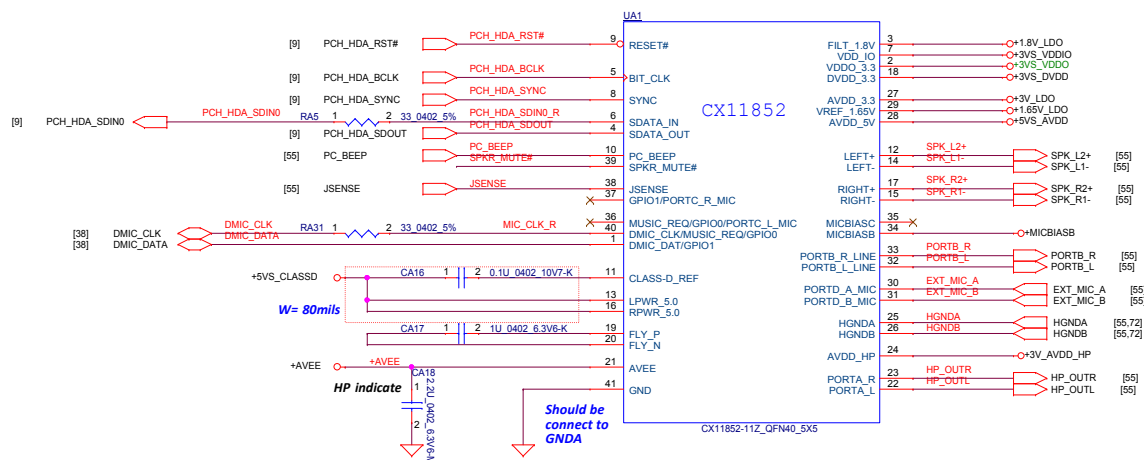 UA1
CX11852
[9] PCH_HDA_RST# PCH_HDA_RST# 9 RESET#
[9] PCH_HDA_BCLK PCH_HDA_BCLK 5 BIT_CLK
[9] PCH_HDA_SYNC PCH_HDA_SYNC 8 SYNC
[9] PCH_HDA_SDIN0 PCH_HDA_SDIN0 RA5 1 2 33_0402_5% PCH_HDA_SDIN0_R 6 SDATA_IN
[9] PCH_HDA_SDOUT PCH_HDA_SDOUT 4 SDATA_OUT
[55] PC_BEEP PC_BEEP 10 PC_BEEP
SPKR_MUTE# 39 SPKR_MUTE#
[55] JSENSE JSENSE 38 JSENSE
37 GPIO1/PORTC_R_MIC
36 MUSIC_REQ/GPIO0/PORTC_L_MIC
[38] DMIC_CLK DMIC_CLK RA31 1 2 33_0402_5% MIC_CLK_R 40 DMIC_CLK/MUSIC_REQ/GPIO0
[38] DMIC_DATA DMIC_DATA 1 DMIC_DAT/GPIO1
+5VS_CLASSD CA16 1 2 0.1U_0402_10V7-K 11 CLASS-D_REF
W= 80mils
13 LPWR_5.0
16 RPWR_5.0
CA17 1 2 1U_0402_6.3V6-K 19 FLY_P
20 FLY_N
+AVEE +AVEE 21 AVEE
HP indicate
CA18
1
2
2.2U_0402_6.3V6-K
41 GND
Should be
connect to
GNDA
FILT_1.8V 3 +1.8V_LDO
VDD_IO 7 +3VS_VDDIO
VDDO_3.3 2 +3VS_VDDO
DVDD_3.3 18 +3VS_DVDD
AVDD_3.3 27 +3V_LDO
VREF_1.65V 29 +1.65V_LDO
AVDD_5V 28 +5VS_AVDD
LEFT+ 12 SPK_L2+ SPK_L2+ [55]
LEFT- 14 SPK_L1- SPK_L1- [55]
RIGHT+ 17 SPK_R2+ SPK_R2+ [55]
RIGHT- 15 SPK_R1- SPK_R1- [55]
MICBIASC 35
MICBIASB 34 +MICBIASB
PORTB_R_LINE 33 PORTB_R PORTB_R [55]
PORTB_L_LINE 32 PORTB_L PORTB_L [55]
PORTD_A_MIC 30 EXT_MIC_A EXT_MIC_A [55]
PORTD_B_MIC 31 EXT_MIC_B EXT_MIC_B [55]
HGNDA 25 HGNDA HGNDA [55,72]
HGNDB 26 HGNDB HGNDB [55,72]
AVDD_HP 24 +3V_AVDD_HP
PORTA_R 23 HP_OUTR HP_OUTR [55]
PORTA_L 22 HP_OUTL HP_OUTL [55]
CX11852-11Z_QFN40_5X5